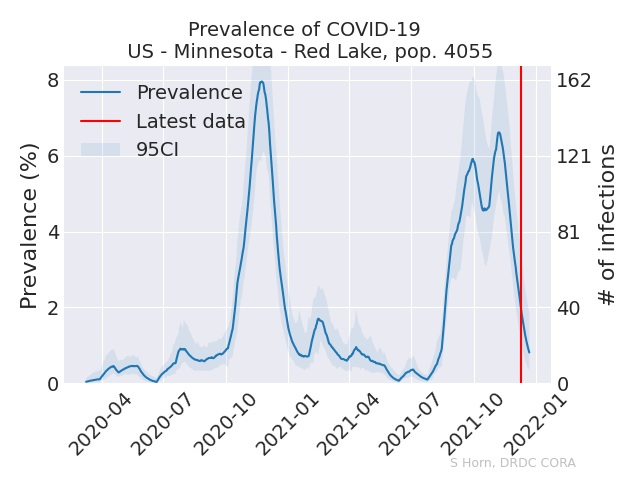 Prevalence of COVID-19
US - Minnesota - Red Lake, pop. 4055
Prevalence
Latest data
95CI
Prevalence (%)
8
6
4
2
0
162
121
81
40
0
# of infections
2020-04
2020-07
2020-10
2021-01
2021-04
2021-07
2021-10
2022-01
S Horn, DRDC CORA